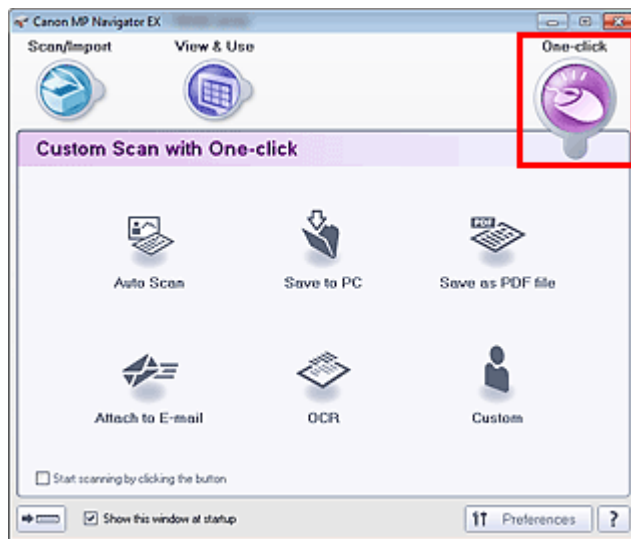 Canon MP Navigator EX
Scan/Import View & Use One-click
Custom Scan with One-click
Auto Scan Save to PC PDF Save as PDF file
Attach to E-mail OCR Custom
Start scanning by clicking the button
Show this window at startup Preferences ?